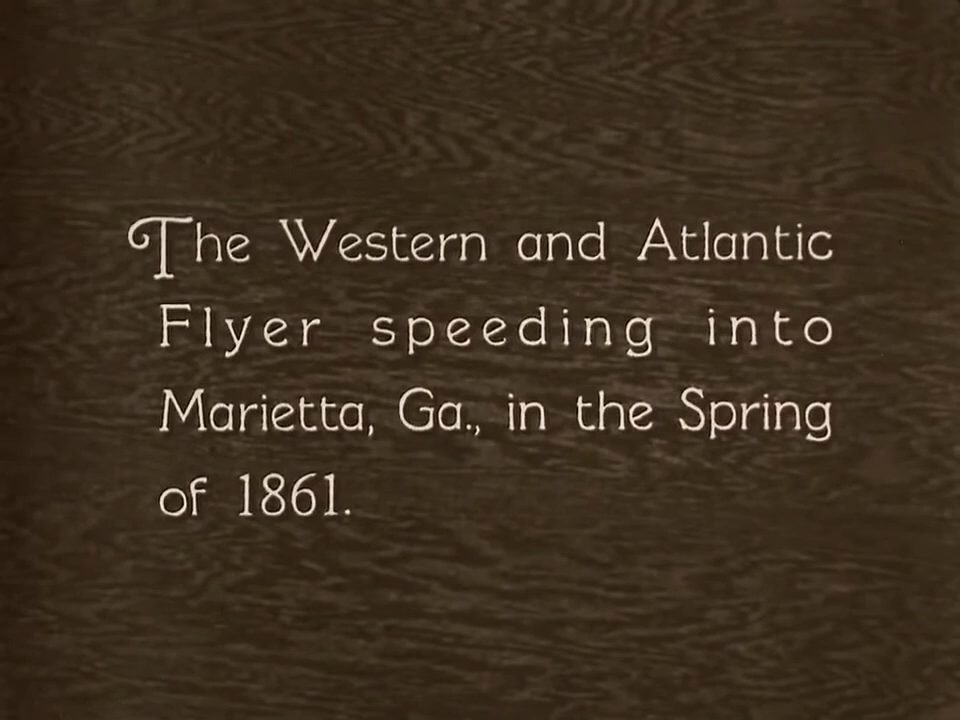 The Western and Atlantic
Flyer speeding into
Marietta, Ga., in the Spring
of 1861.